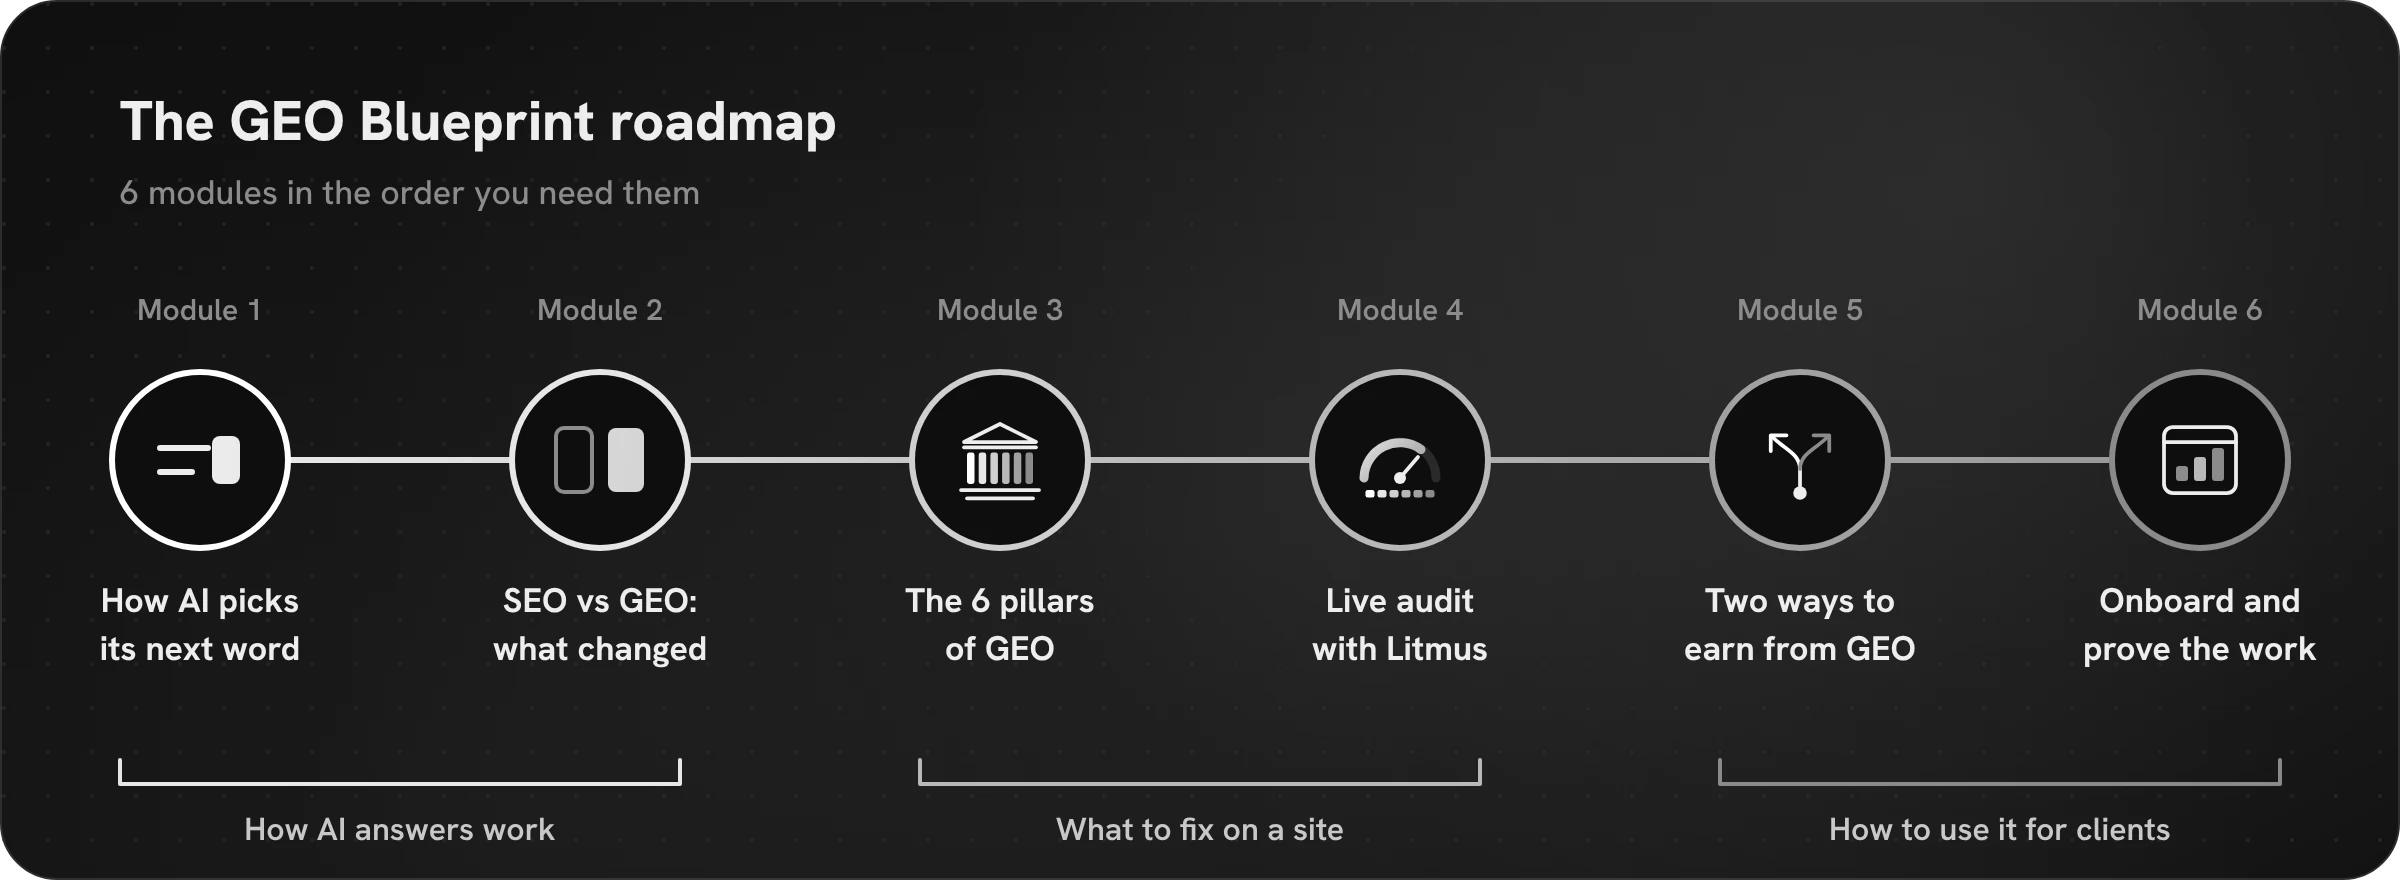 The GEO Blueprint roadmap
6 modules in the order you need them
Module 1
Module 2
Module 3
Module 4
Module 5
Module 6
How AI picks
its next word
SEO vs GEO:
what changed
The 6 pillars
of GEO
Live audit
with Litmus
Two ways to
earn from GEO
Onboard and
prove the work
How AI answers work
What to fix on a site
How to use it for clients